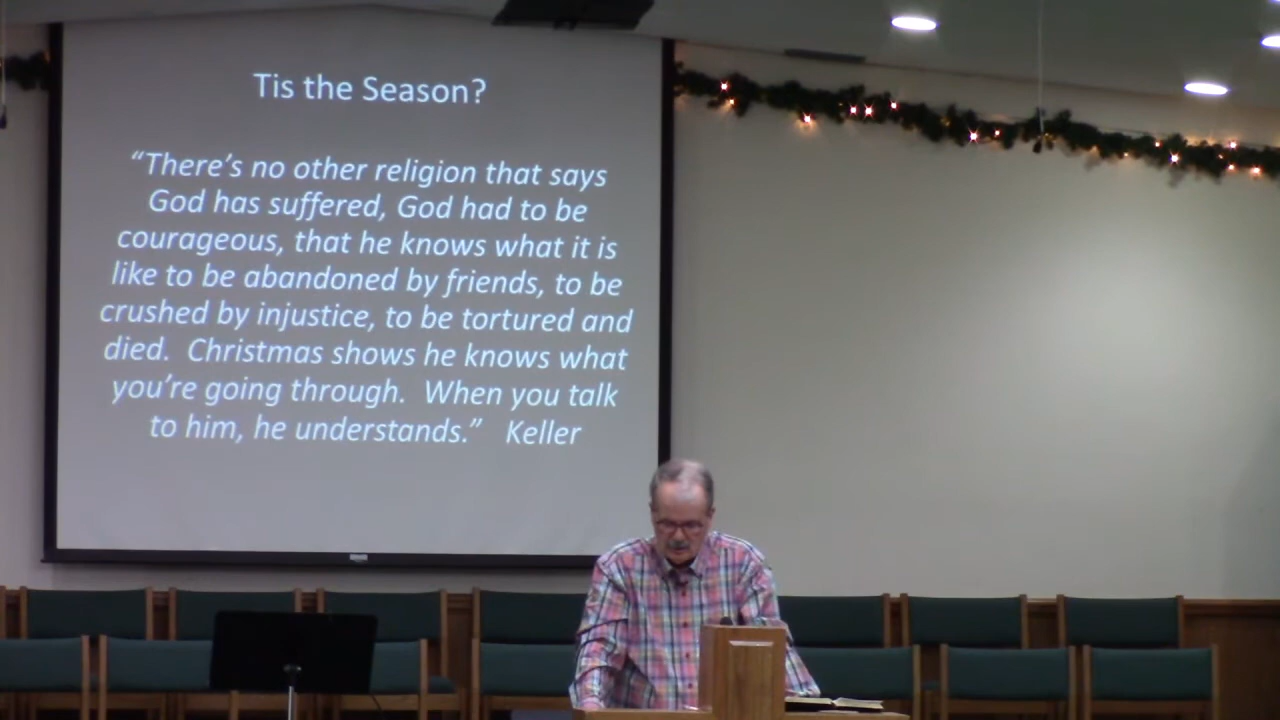 Tis the Season?
“There’s no other religion that says
God has suffered, God had to be
courageous, that he knows what it is
like to be abandoned by friends, to be
crushed by injustice, to be tortured and
died. Christmas shows he knows what
you’re going through. When you talk
to him, he understands.” Keller